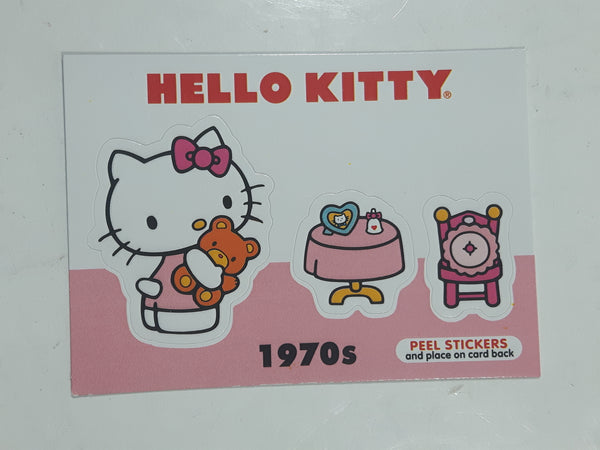 HELLO KITTY®
1970s
PEEL STICKERS
and place on card back